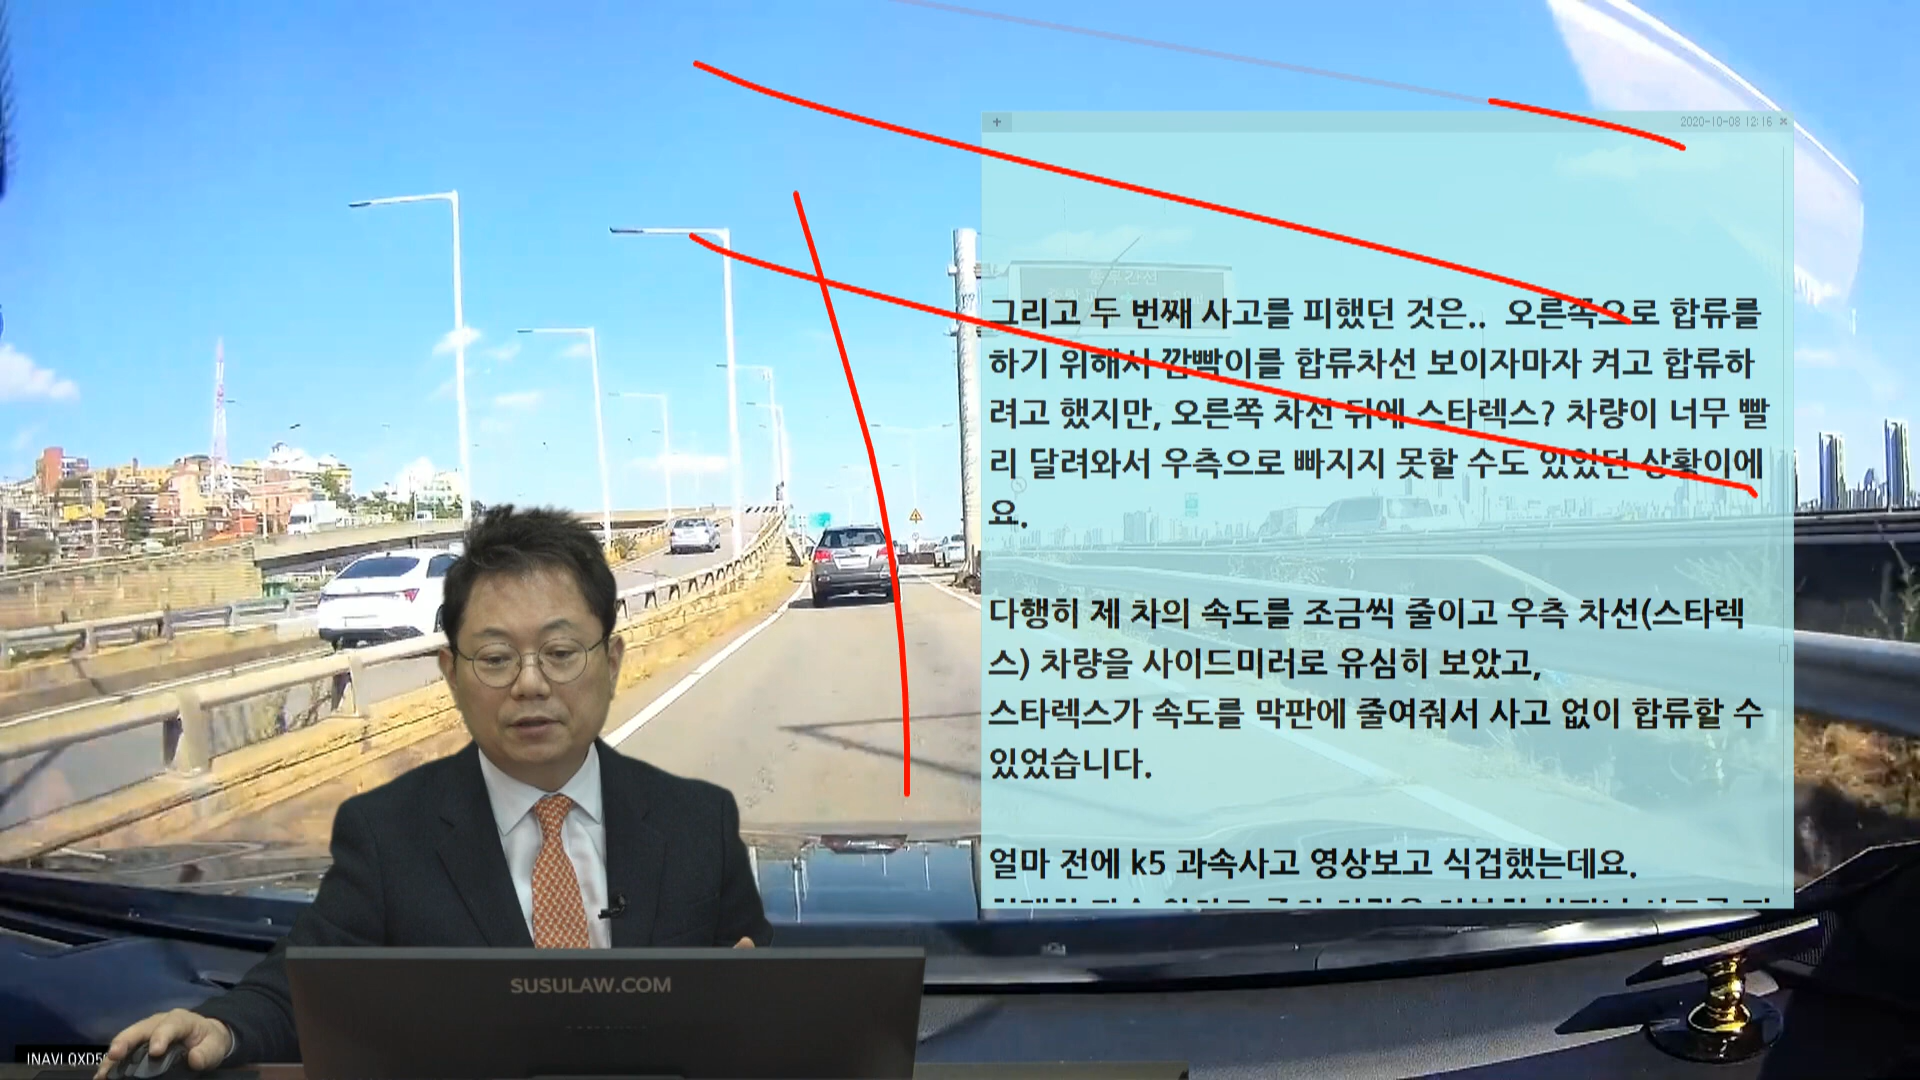 2020-10-08 12:16
동부간선
그리고 두 번째 사고를 피했던 것은.. 오른쪽으로 합류를
하기 위해서 깜빡이를 합류차선 보이자마자 켜고 합류하
려고 했지만, 오른쪽 차선 뒤에 스타렉스? 차량이 너무 빨
리 달려와서 우측으로 빠지지 못할 수도 있었던 상황이에
요.
다행히 제 차의 속도를 조금씩 줄이고 우측 차선(스타렉
스) 차량을 사이드미러로 유심히 보았고,
스타렉스가 속도를 막판에 줄여줘서 사고 없이 합류할 수
있었습니다.
얼마 전에 k5 과속사고 영상보고 식겁했는데요.
SUSULAW.COM
INAVI QXD5